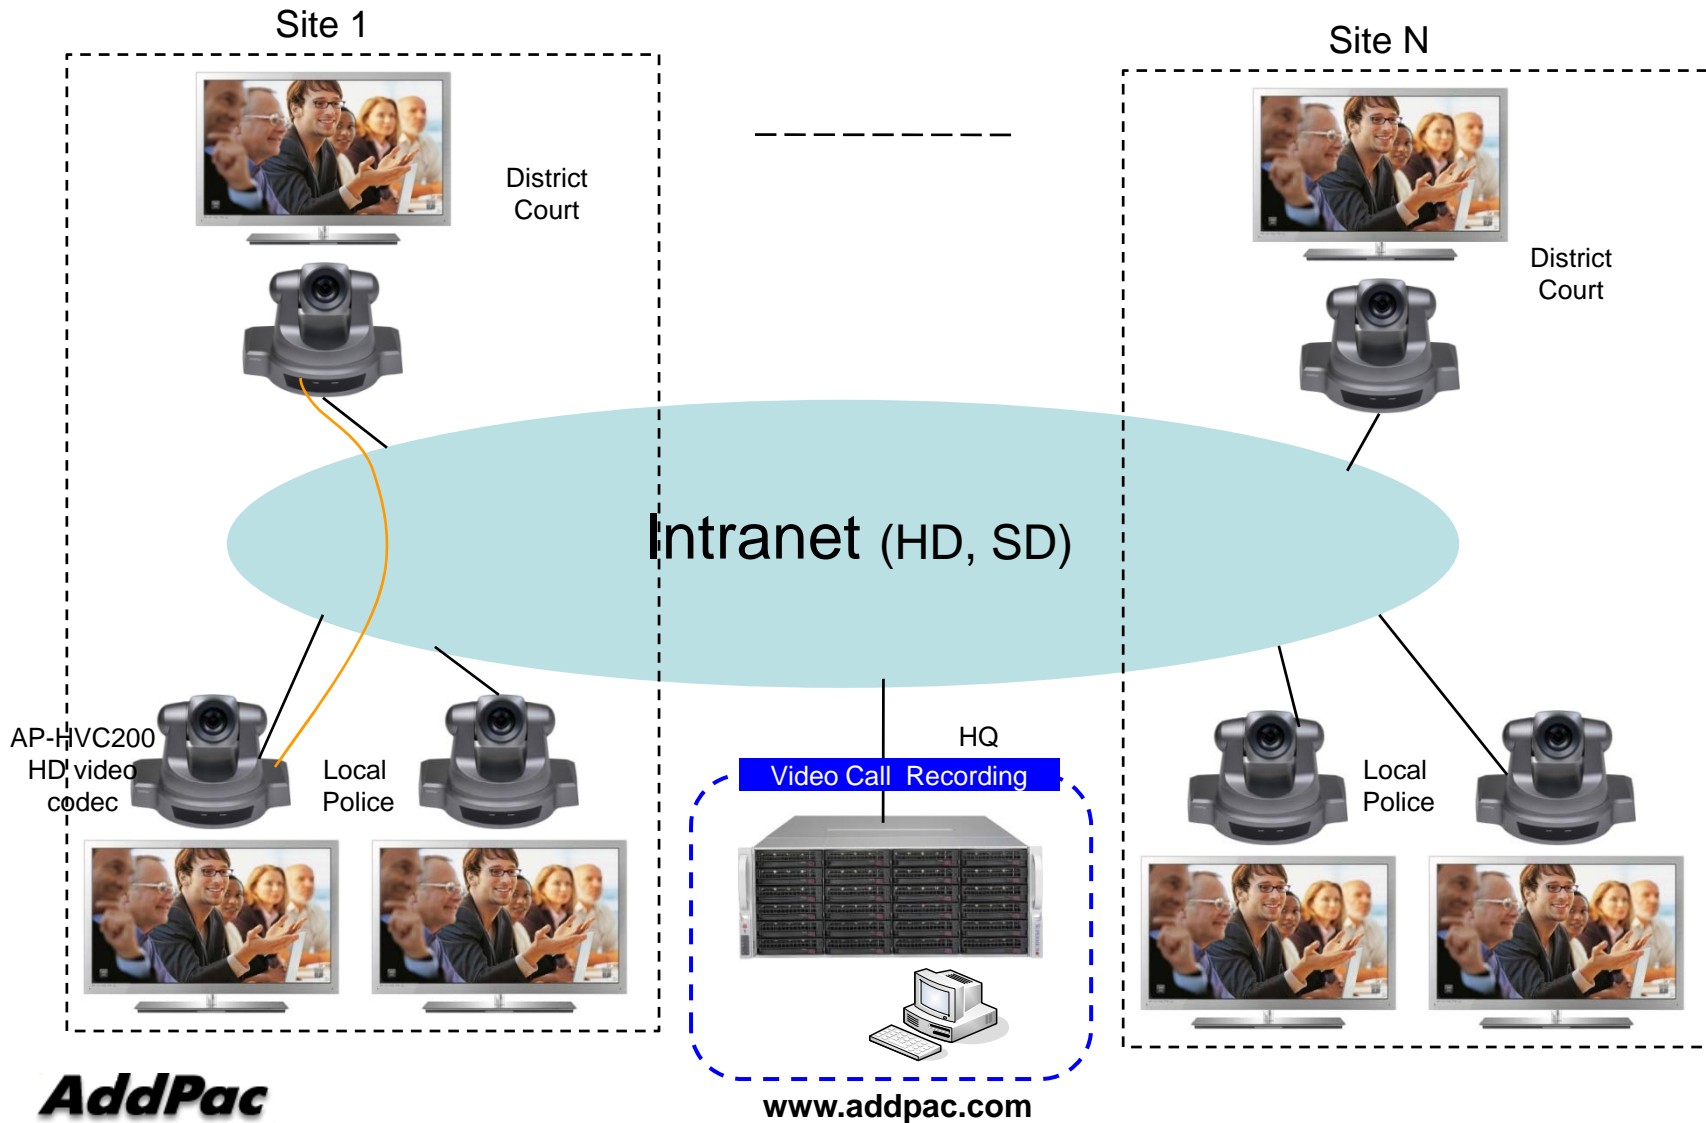 Site 1
Site N
District
Court
District
Court
Intranet (HD, SD)
AP-HVC200
HD video
codec
Local
Police
HQ
Video Call Recording
Local
Police
AddPac
www.addpac.com